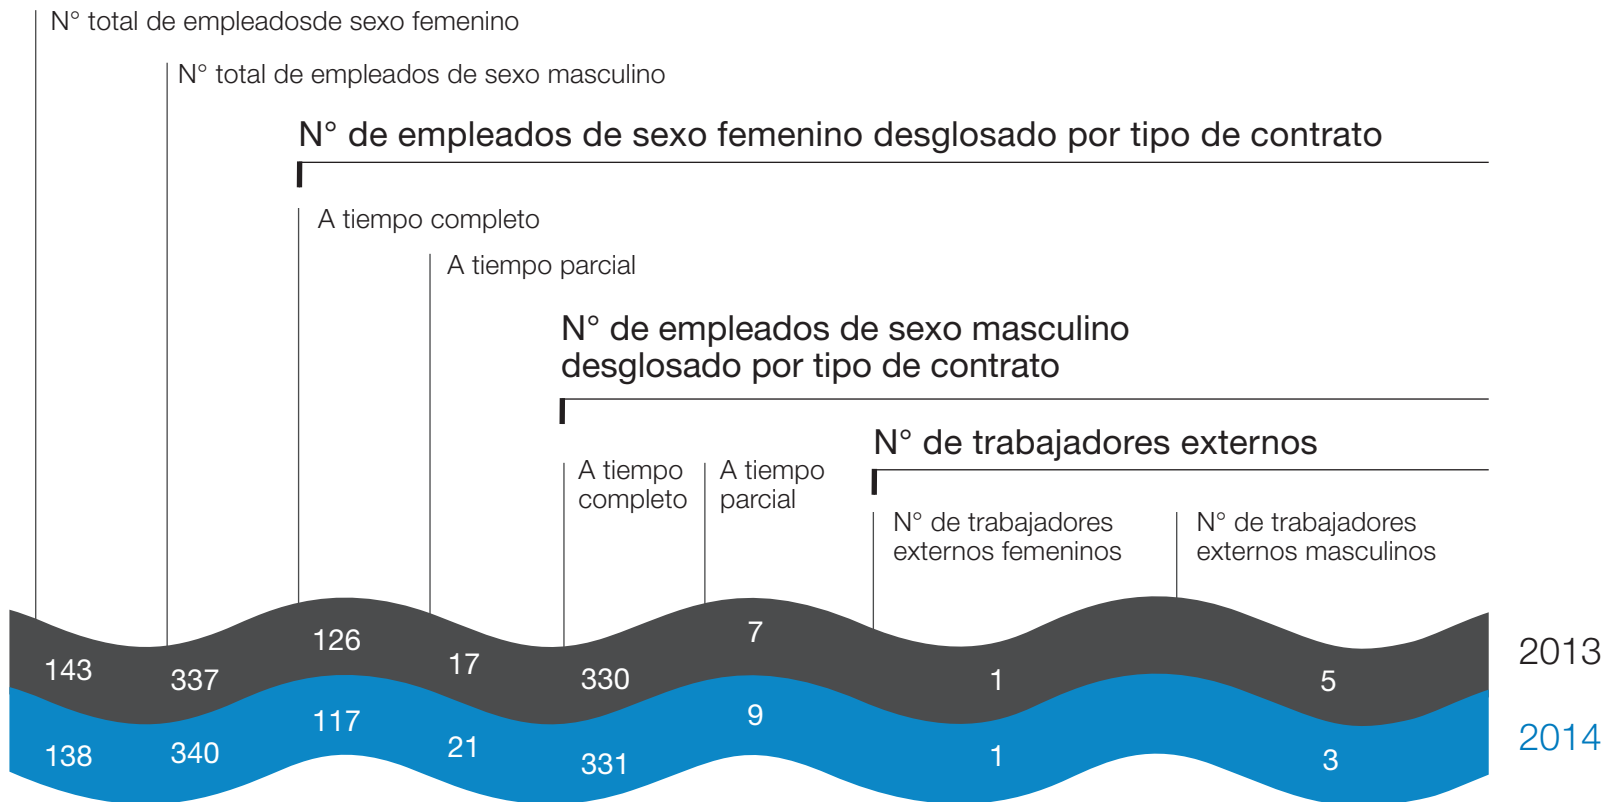 N° total de empleadosde sexo femenino
N° total de empleados de sexo masculino
N° de empleados de sexo femenino desglosado por tipo de contrato
A tiempo completo
A tiempo parcial
N° de empleados de sexo masculino
desglosado por tipo de contrato
N° de trabajadores externos
A tiempo
completo
A tiempo
parcial
N° de trabajadores
externos femeninos
N° de trabajadores
externos masculinos
143 337 126 17 330 7 1 5 2013
138 340 117 21 331 9 1 3 2014